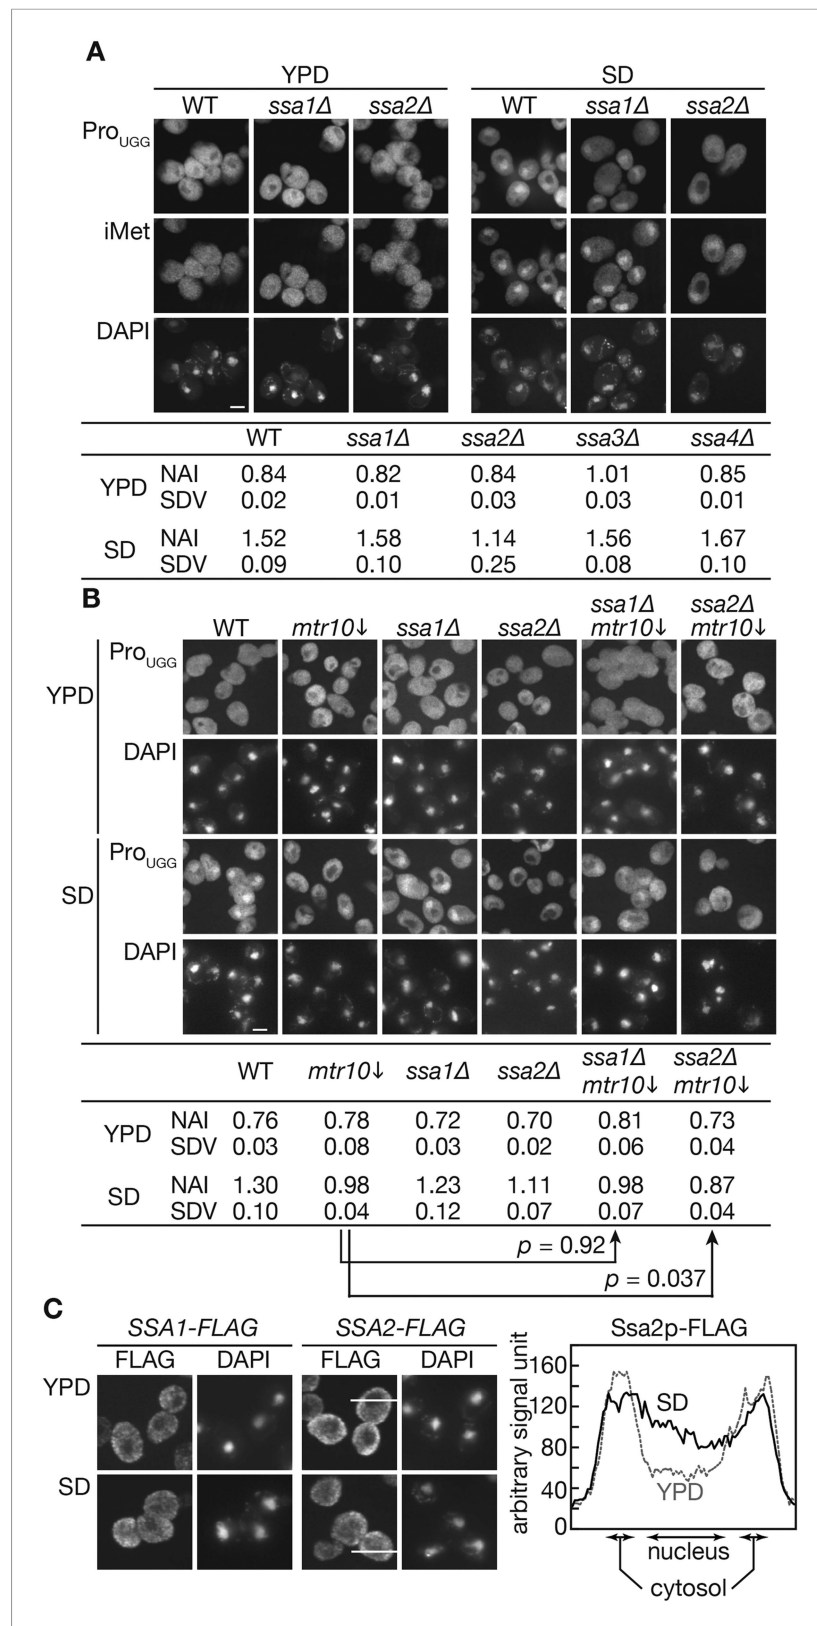 A
YPD SD
WT ssa1Δ ssa2Δ WT ssa1Δ ssa2Δ
ProUGG
iMet
DAPI
WT ssa1Δ ssa2Δ ssa3Δ ssa4Δ
YPD NAI 0.84 0.82 0.84 1.01 0.85
SDV 0.02 0.01 0.03 0.03 0.01
SD NAI 1.52 1.58 1.14 1.56 1.67
SDV 0.09 0.10 0.25 0.08 0.10
B
WT mtr10↓ ssa1Δ ssa2Δ ssa1Δ mtr10↓ ssa2Δ mtr10↓
YPD
ProUGG
DAPI
SD
ProUGG
DAPI
WT mtr10↓ ssa1Δ ssa2Δ ssa1Δ mtr10↓ ssa2Δ mtr10↓
YPD NAI 0.76 0.78 0.72 0.70 0.81 0.73
SDV 0.03 0.08 0.03 0.02 0.06 0.04
SD NAI 1.30 0.98 1.23 1.11 0.98 0.87
SDV 0.10 0.04 0.12 0.07 0.07 0.04
p = 0.92
p = 0.037
C
SSA1-FLAG SSA2-FLAG
FLAG DAPI FLAG DAPI
YPD
SD
Ssa2p-FLAG
arbitrary signal unit
160
120
80
40
0
SD
YPD
nucleus
cytosol